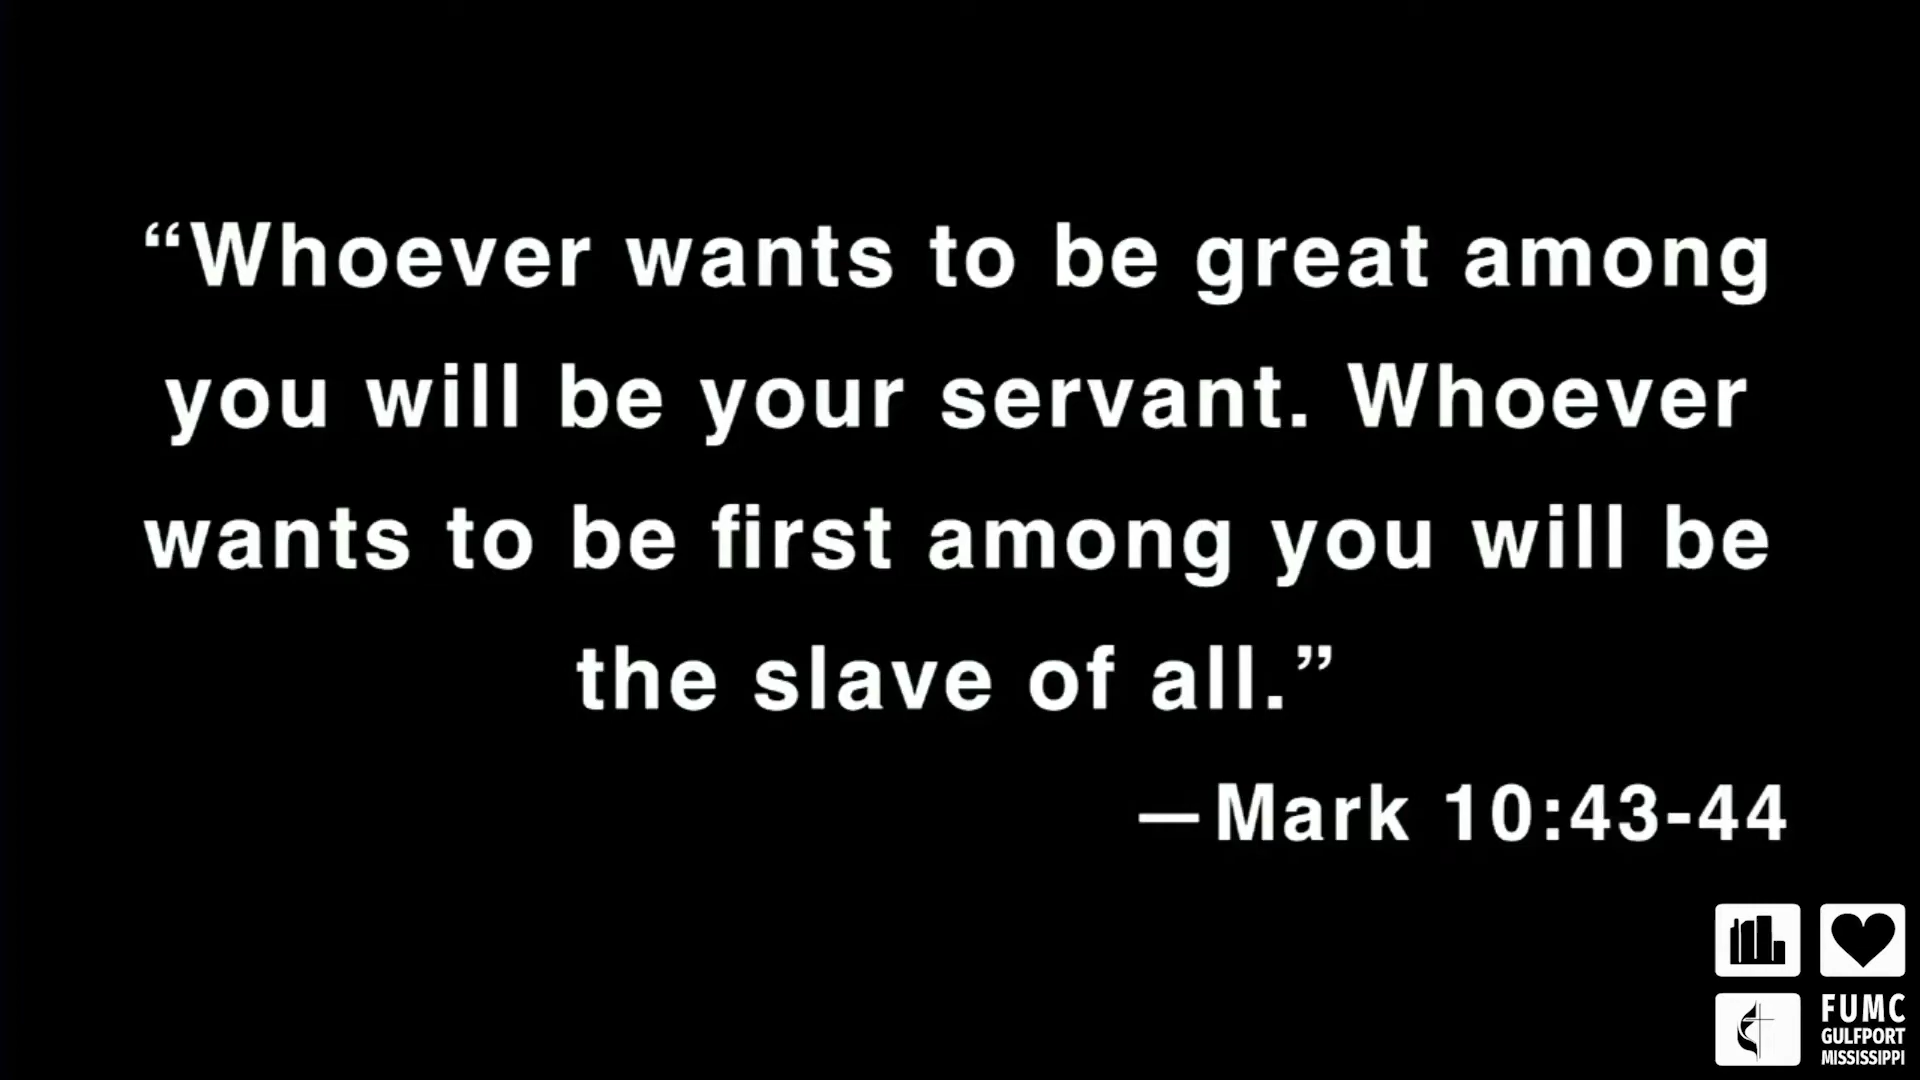 “Whoever wants to be great among
you will be your servant. Whoever
wants to be first among you will be
the slave of all.”
—Mark 10:43-44
FUMC
GULFPORT
MISSISSIPPI